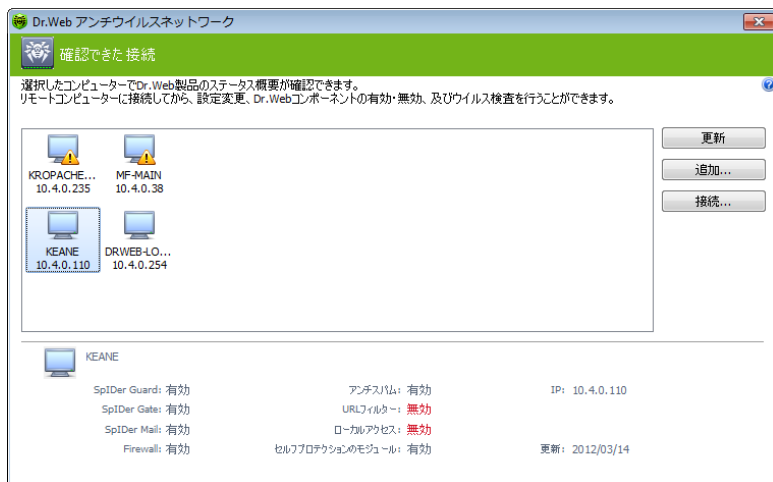 Dr.Web アンチウイルスネットワーク
確認できた接続
選択したコンピューターでDr.Web製品のステータス概要が確認できます。
リモートコンピューターに接続してから、設定変更、Dr.Webコンポーネントの有効・無効、及びウイルス検査を行うことができます。
更新
追加...
接続...
KROPACHE... MF-MAIN
10.4.0.235 10.4.0.38
KEANE DRWEB-LO...
10.4.0.110 10.4.0.254
KEANE
SpIDer Guard: 有効 アンチスパム: 有効 IP: 10.4.0.110
SpIDer Gate: 有効 URLフィルター: 無効
SpIDer Mail: 有効 ローカルアクセス: 無効
Firewall: 有効 セルフプロテクションのモジュール: 有効 更新: 2012/03/14